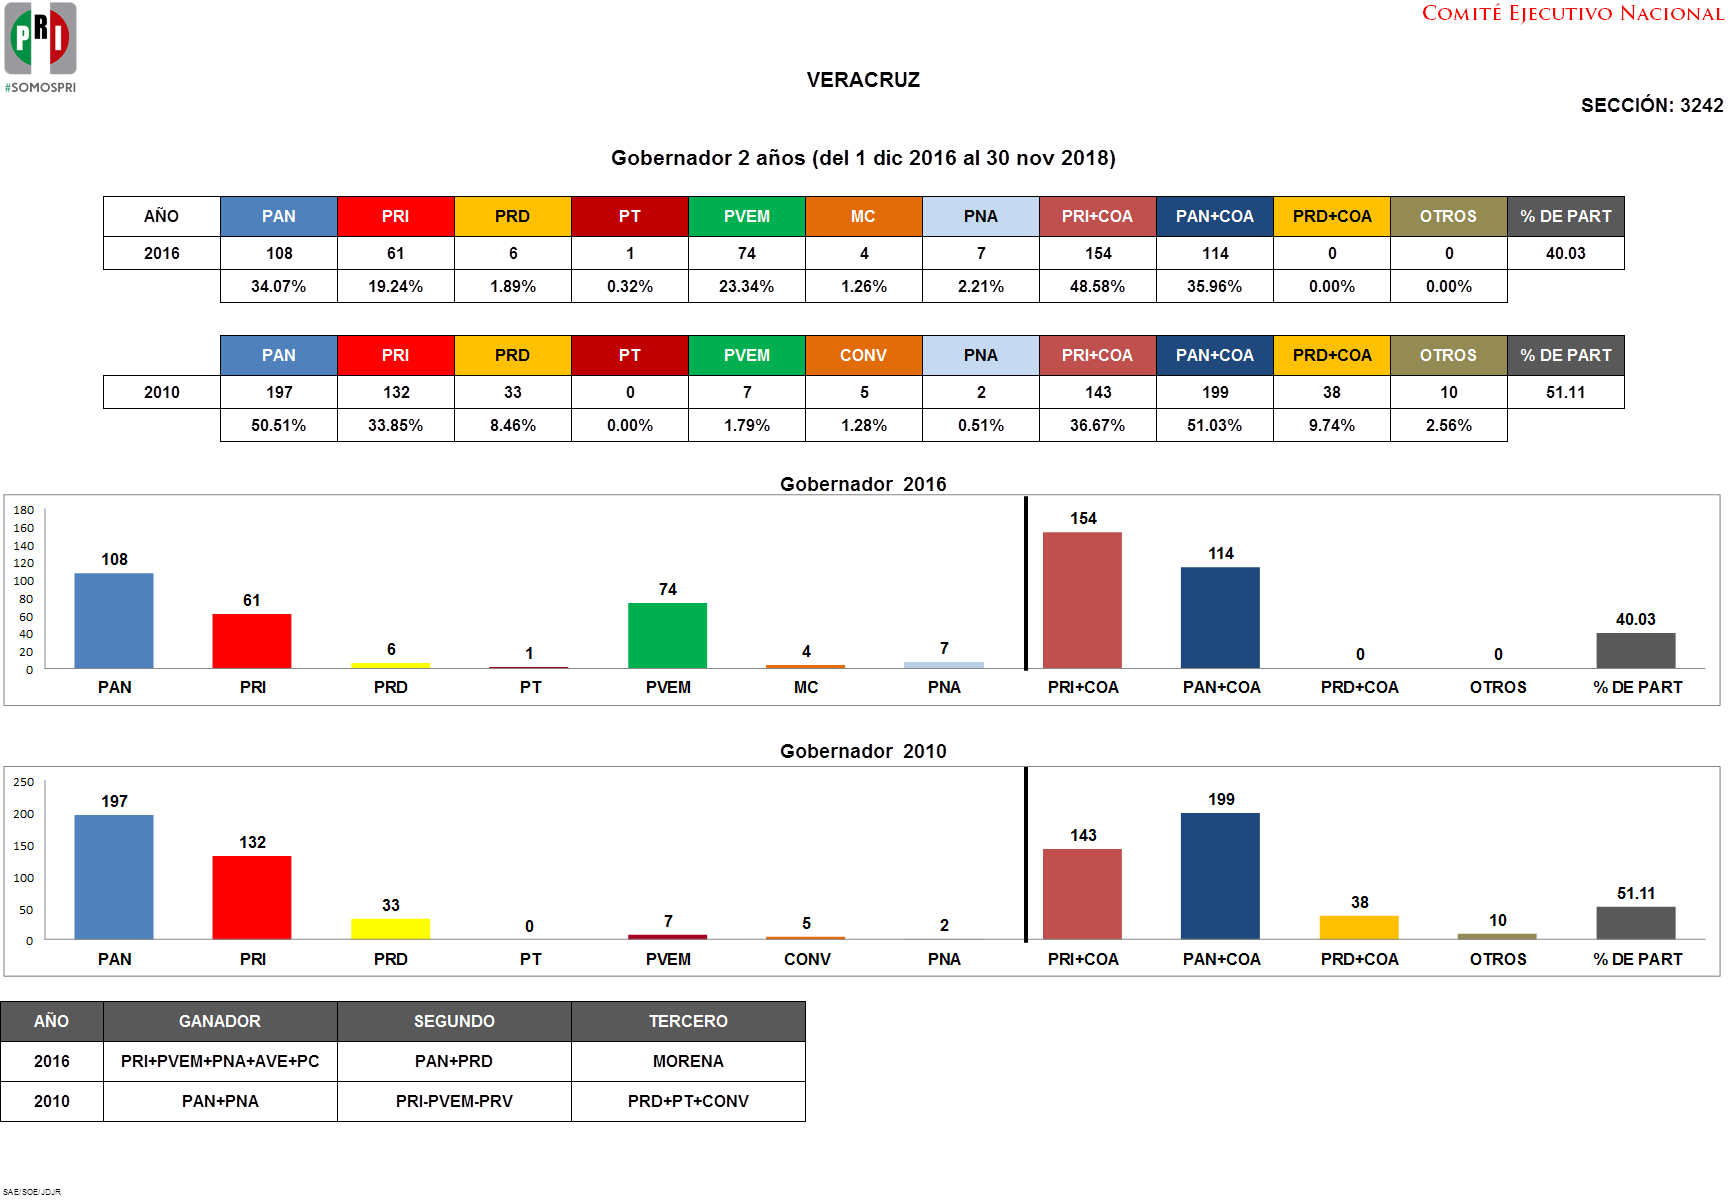 PRI
#SOMOSPRI
COMITÉ EJECUTIVO NACIONAL
VERACRUZ
SECCIÓN: 3242
Gobernador 2 años (del 1 dic 2016 al 30 nov 2018)
AÑO PAN PRI PRD PT PVEM MC PNA PRI+COA PAN+COA PRD+COA OTROS % DE PART
2016 108 61 6 1 74 4 7 154 114 0 0 40.03
34.07% 19.24% 1.89% 0.32% 23.34% 1.26% 2.21% 48.58% 35.96% 0.00% 0.00%
PAN PRI PRD PT PVEM CONV PNA PRI+COA PAN+COA PRD+COA OTROS % DE PART
2010 197 132 33 0 7 5 2 143 199 38 10 51.11
50.51% 33.85% 8.46% 0.00% 1.79% 1.28% 0.51% 36.67% 51.03% 9.74% 2.56%
Gobernador 2016
180
160
140
120
100
80
60
40
20
0
108 61 6 1 74 4 7 154 114 0 0 40.03
PAN PRI PRD PT PVEM MC PNA PRI+COA PAN+COA PRD+COA OTROS % DE PART
Gobernador 2010
250
200
150
100
50
0
197 132 33 0 7 5 2 143 199 38 10 51.11
PAN PRI PRD PT PVEM CONV PNA PRI+COA PAN+COA PRD+COA OTROS % DE PART
AÑO GANADOR SEGUNDO TERCERO
2016 PRI+PVEM+PNA+AVE+PC PAN+PRD MORENA
2010 PAN+PNA PRI-PVEM-PRV PRD+PT+CONV
SAE/SOE/JDJR